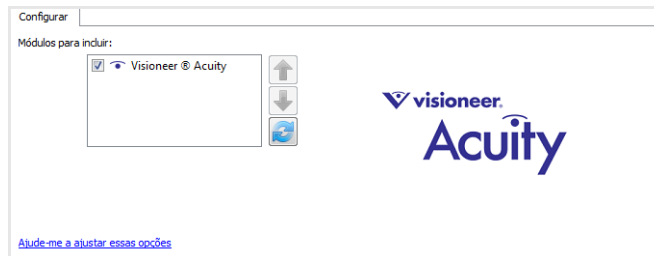 Configurar
Módulos para incluir:
Visioneer ® Acuity
visioneer.
Acuity
Ajude-me a ajustar essas opções